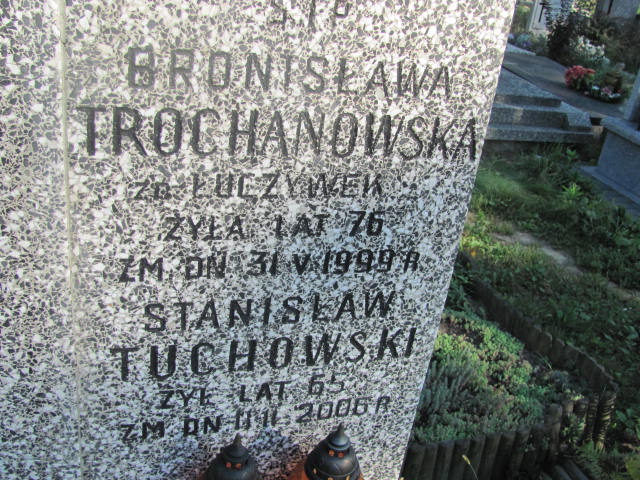 Ś P
BRONISŁAWA
TROCHANOWSKA
ZD ŁUCZYWEK
ŻYŁA LAT 76
ZM DN 31 V 1999 R
STANISŁAW
TUCHOWSKI
ŻYŁ LAT 65
ZM DN 11 II 2006 R